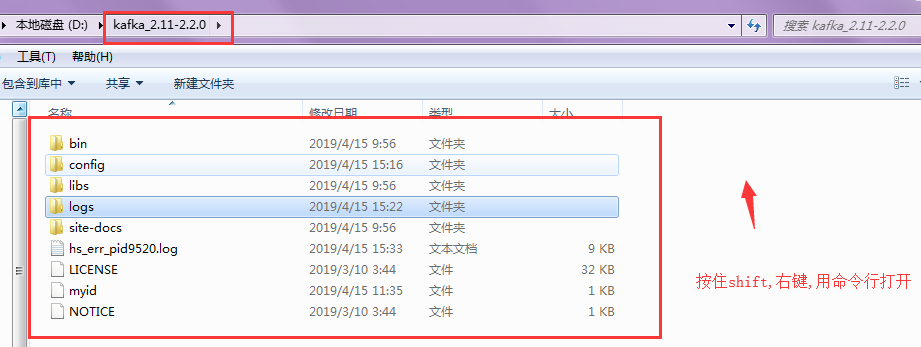 本地磁盘 (D:) kafka_2.11-2.2.0 搜索 kafka_2.11-2.2.0
工具(T) 帮助(H)
包含到库中 共享 新建文件夹
名称 修改日期 类型 大小
bin 2019/4/15 9:56 文件夹
config 2019/4/15 15:16 文件夹
libs 2019/4/15 9:56 文件夹
logs 2019/4/15 15:22 文件夹
site-docs 2019/4/15 9:56 文件夹
hs_err_pid9520.log 2019/4/15 15:33 文本文档 9 KB
LICENSE 2019/3/10 3:44 文件 32 KB
myid 2019/4/15 11:35 文件 1 KB
NOTICE 2019/3/10 3:44 文件 1 KB
按住shift,右键,用命令行打开